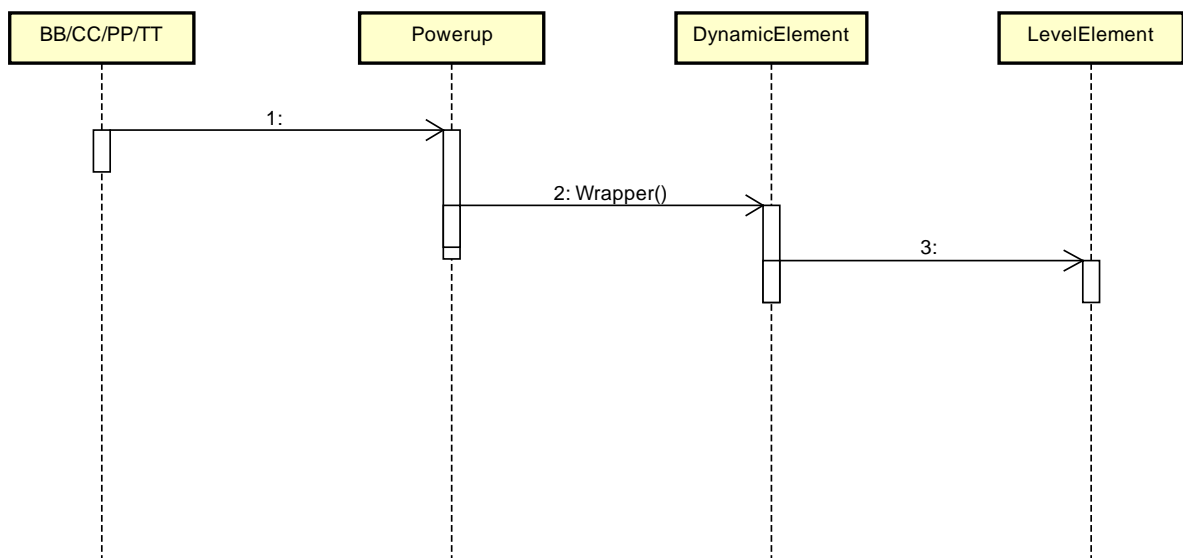 BB/CC/PP/TT
Powerup
DynamicElement
LevelElement
1:
2: Wrapper()
3: